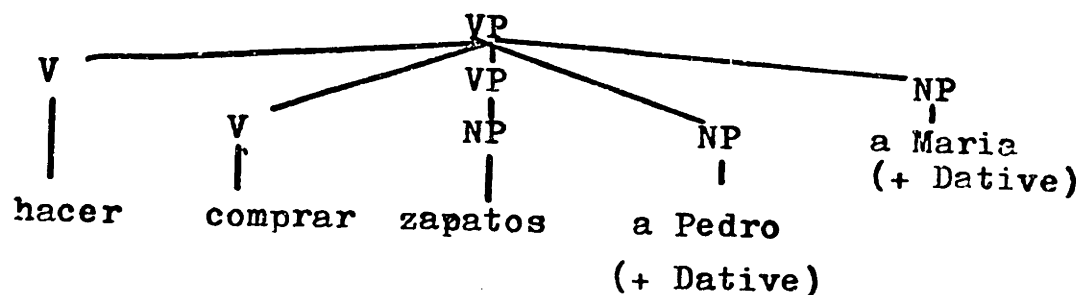 VP
V VP NP
V NP NP a Maria
(+ Dative)
hacer comprar zapatos a Pedro
(+ Dative)